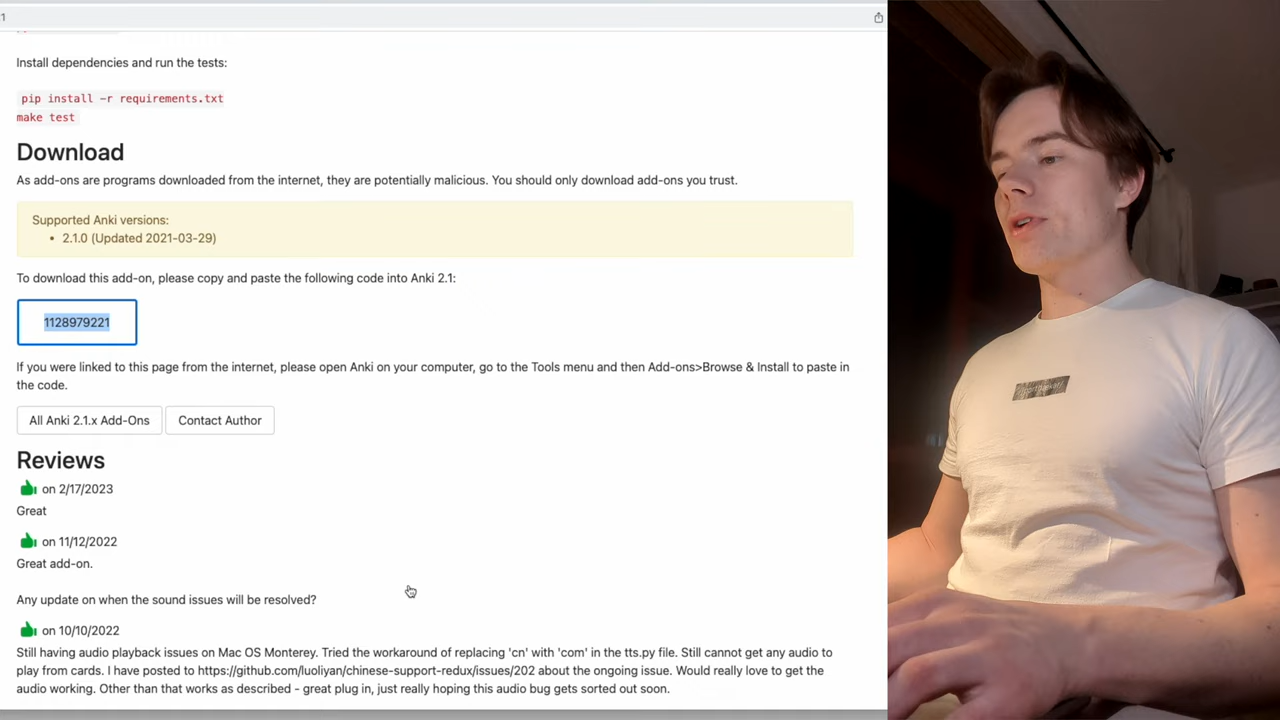 Install dependencies and run the tests:
pip install -r requirements.txt
make test
Download
As add-ons are programs downloaded from the internet, they are potentially malicious. You should only download add-ons you trust.
Supported Anki versions:
• 2.1.0 (Updated 2021-03-29)
To download this add-on, please copy and paste the following code into Anki 2.1:
1128979221
If you were linked to this page from the internet, please open Anki on your computer, go to the Tools menu and then Add-ons>Browse & Install to paste in
the code.
All Anki 2.1.x Add-Ons Contact Author
Reviews
on 2/17/2023
Great
on 11/12/2022
Great add-on.
Any update on when the sound issues will be resolved?
on 10/10/2022
Still having audio playback issues on Mac OS Monterey. Tried the workaround of replacing 'cn' with 'com' in the tts.py file. Still cannot get any audio to
play from cards. I have posted to https://github.com/luoliyan/chinese-support-redux/issues/202 about the ongoing issue. Would really love to get the
audio working. Other than that works as described - great plug in, just really hoping this audio bug gets sorted out soon.